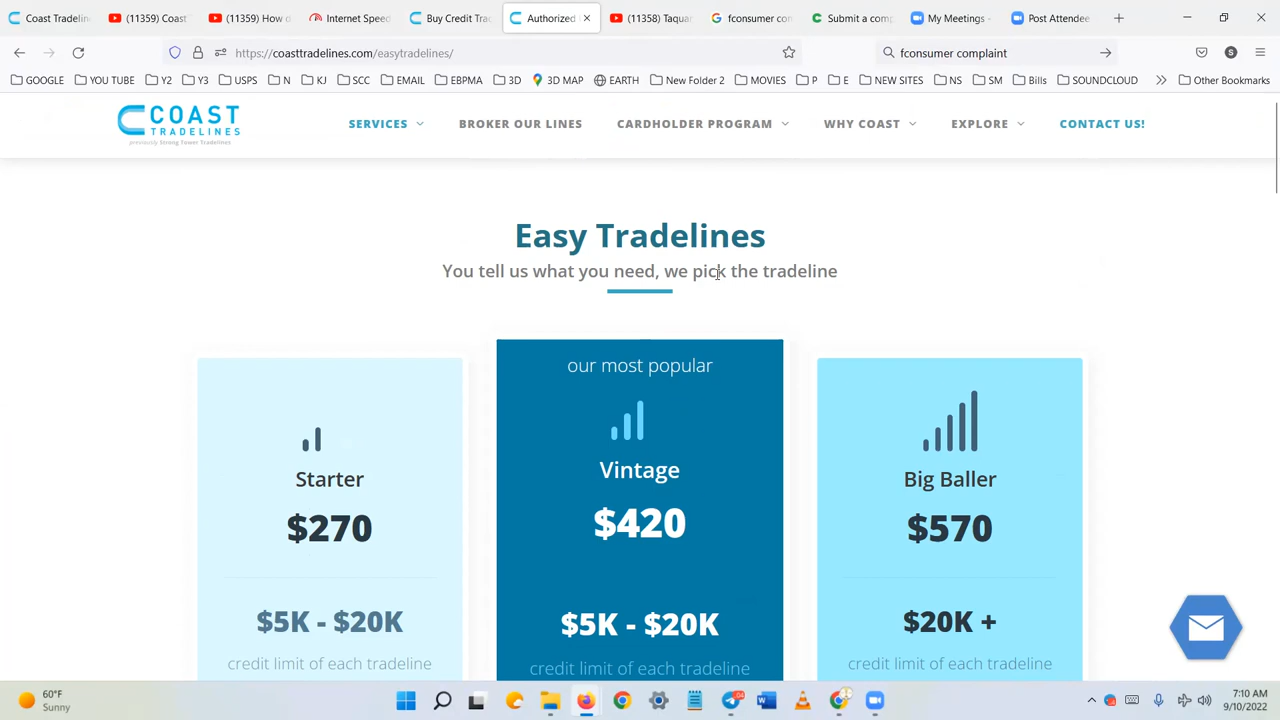 Coast Tradeli
(11359) Coast
(11359) How o
Internet Speed
Buy Credit Tra
Authorized
(11358) Taquar
fconsumer con
Submit a comp
My Meetings -
Post Attendee
https://coasttradelines.com/easytradelines/
fconsumer complaint
S
GOOGLE
YOU TUBE
Y2
Y3
USPS
N
KJ
SCC
EMAIL
EBPMA
3D
3D MAP
EARTH
New Folder 2
MOVIES
P
E
NEW SITES
NS
SM
Bills
SOUNDCLOUD
Other Bookmarks
COAST
TRADELINES
previously Strong Tower Tradelines
SERVICES
BROKER OUR LINES
CARDHOLDER PROGRAM
WHY COAST
EXPLORE
CONTACT US!
Easy Tradelines
You tell us what you need, we pick the tradeline
Starter
$270
$5K - $20K
credit limit of each tradeline
our most popular
Vintage
$420
$5K - $20K
credit limit of each tradeline
Big Baller
$570
$20K +
credit limit of each tradeline
60°F
Sunny
7:10 AM
9/10/2022